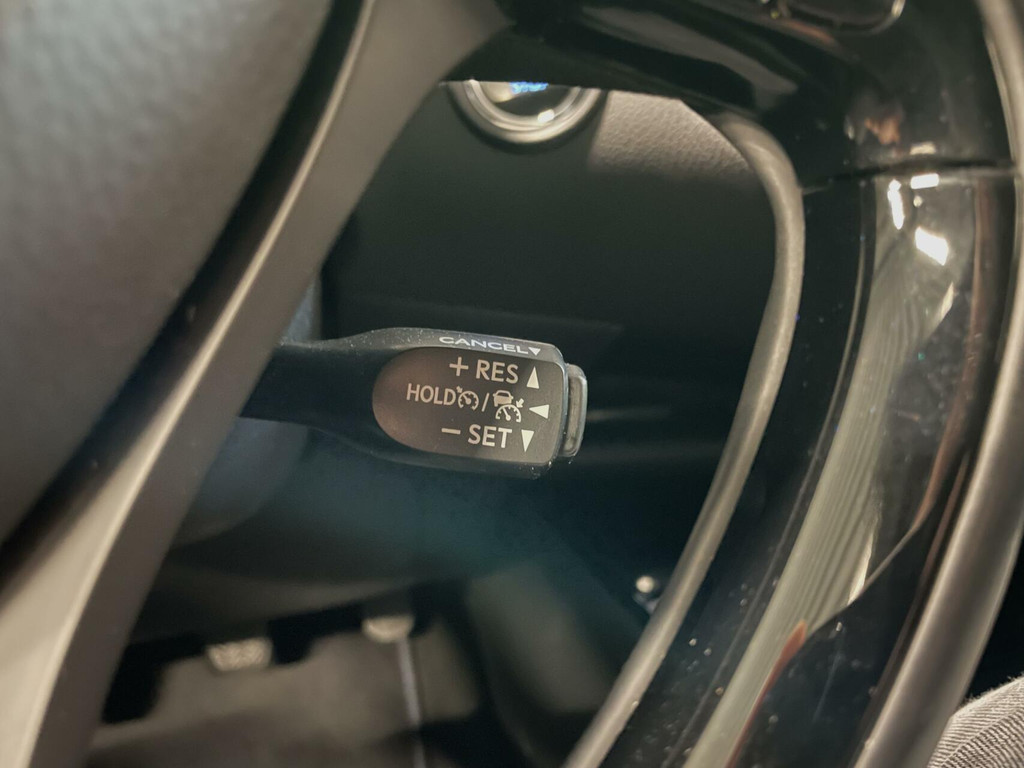 CANCEL▼
+ RES ▲
HOLD / ◀
− SET ▼